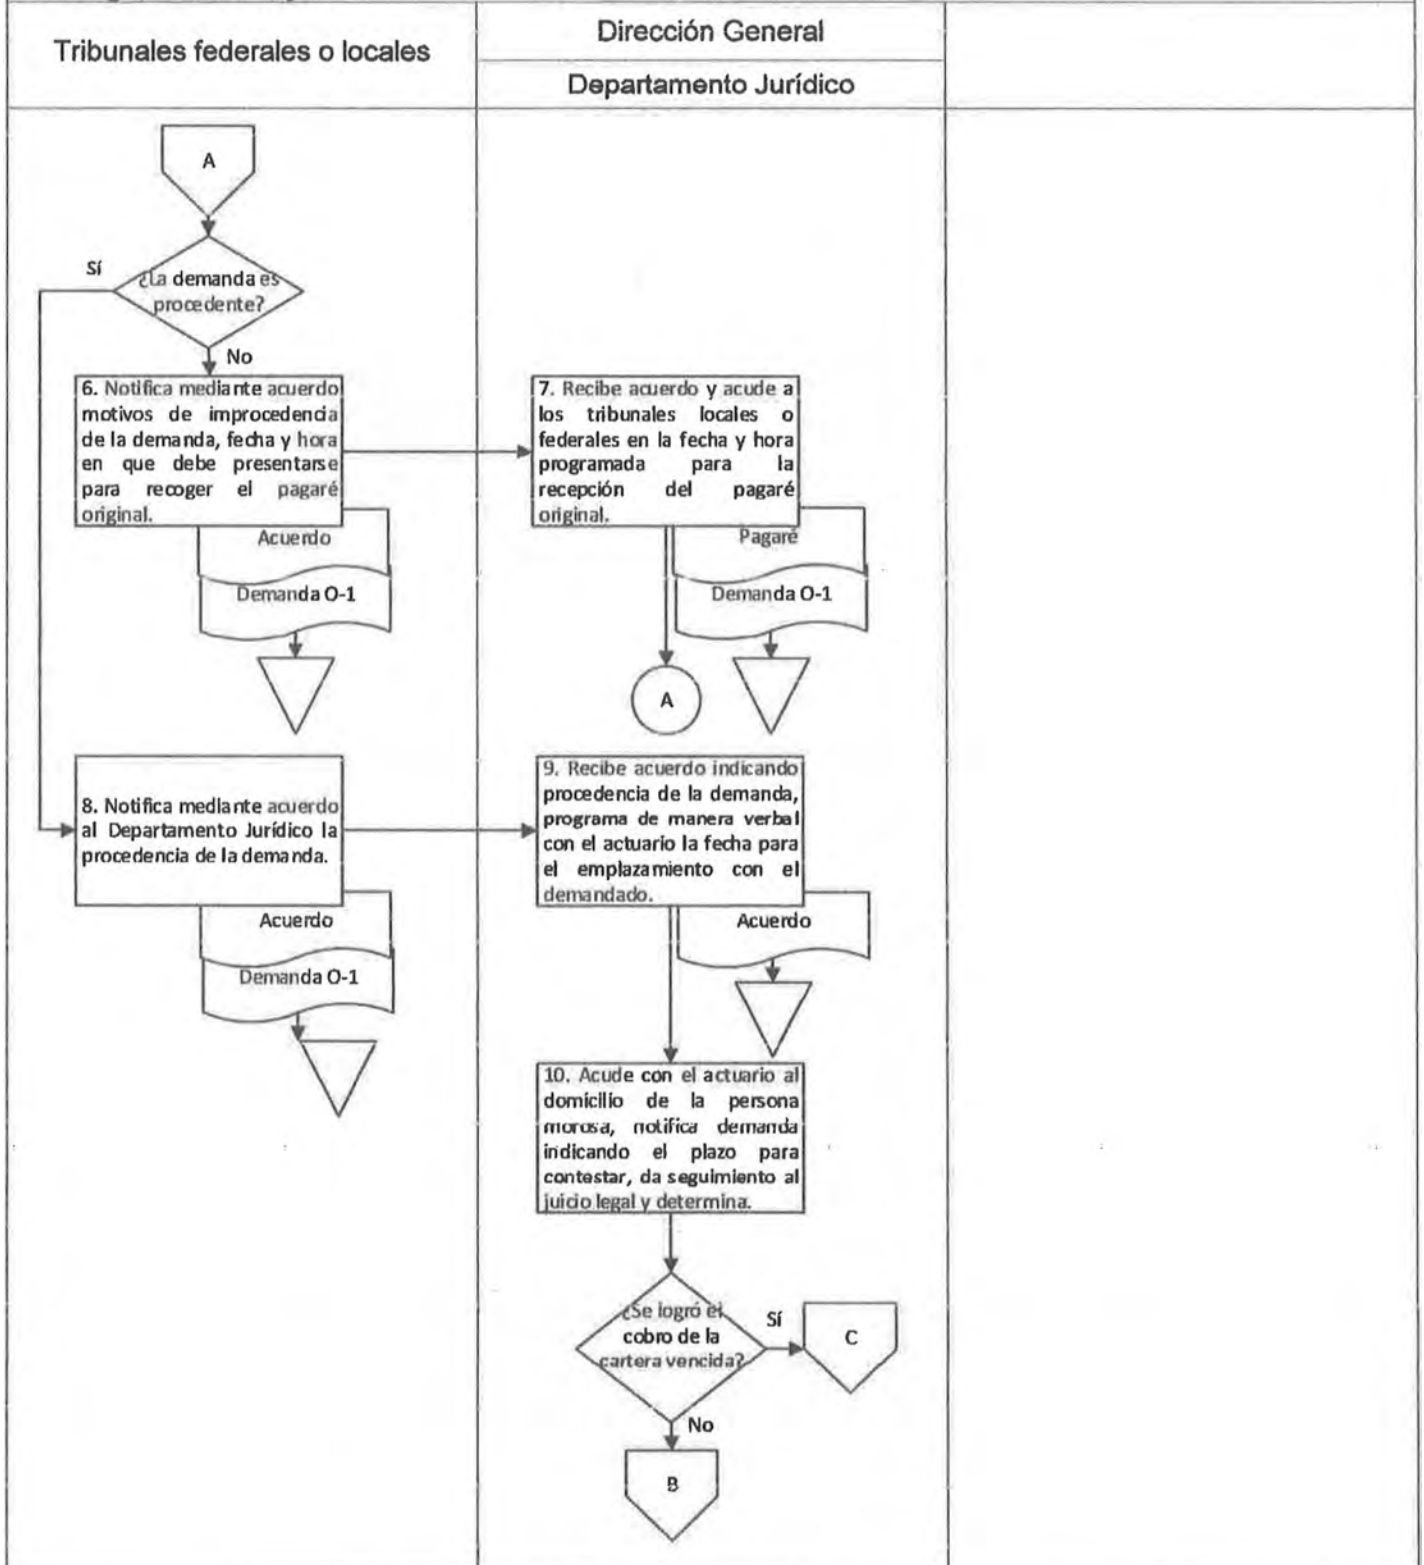 Tribunales federales o locales
Dirección General
Departamento Jurídico
A
¿La demanda es
procedente?
Sí
No
6. Notifica mediante acuerdo
motivos de improcedencia
de la demanda, fecha y hora
en que debe presentarse
para recoger el pagaré
original.
Acuerdo
Demanda O-1
7. Recibe acuerdo y acude a
los tribunales locales o
federales en la fecha y hora
programada para la
recepción del pagaré
original.
Pagaré
Demanda O-1
A
8. Notifica mediante acuerdo
al Departamento Jurídico la
procedencia de la demanda.
Acuerdo
Demanda O-1
9. Recibe acuerdo indicando
procedencia de la demanda,
programa de manera verbal
con el actuario la fecha para
el emplazamiento con el
demandado.
Acuerdo
10. Acude con el actuario al
domicilio de la persona
morosa, notifica demanda
indicando el plazo para
contestar, da seguimiento al
juicio legal y determina.
¿Se logró el
cobro de la
cartera vencida?
Sí
C
No
B